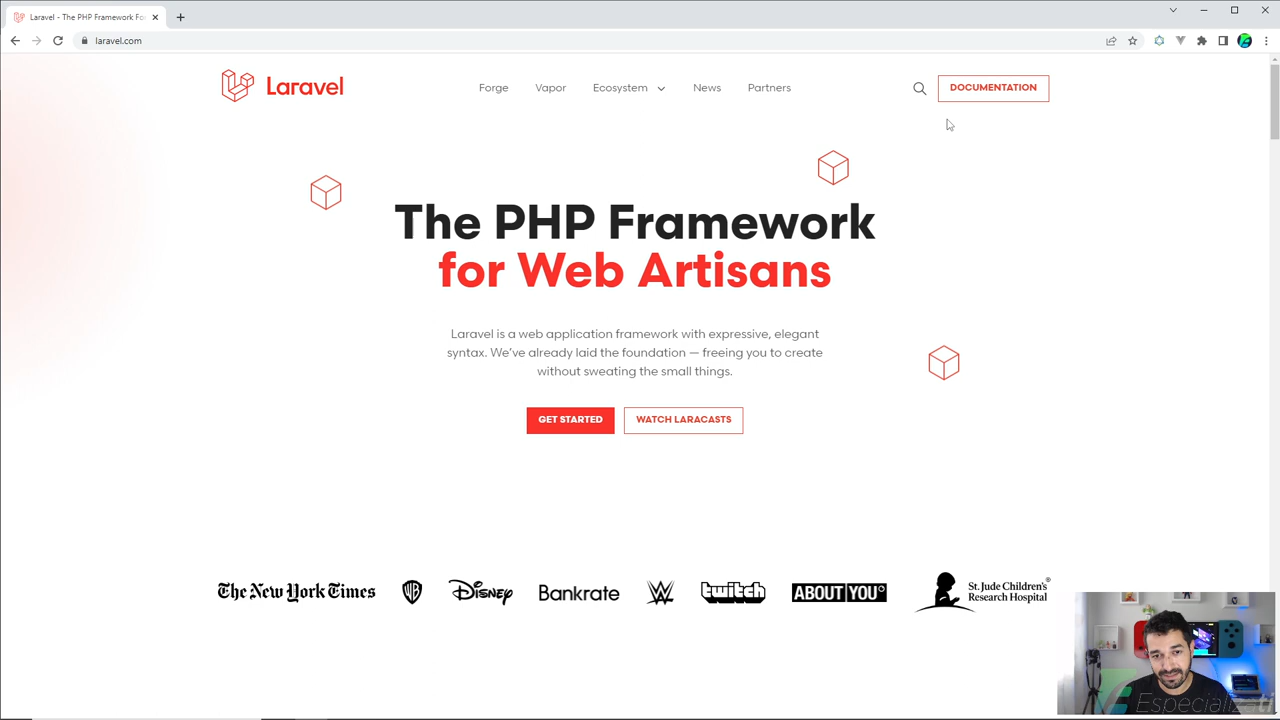 Laravel - The PHP Framework Fo
laravel.com
Laravel
Forge
Vapor
Ecosystem
News
Partners
DOCUMENTATION
The PHP Framework
for Web Artisans
Laravel is a web application framework with expressive, elegant
syntax. We've already laid the foundation — freeing you to create
without sweating the small things.
GET STARTED
WATCH LARACASTS
The New York Times
WB
Disney
Bankrate
W
twitch
ABOUT YOU°
St. Jude Children's
Research Hospital
Especializati